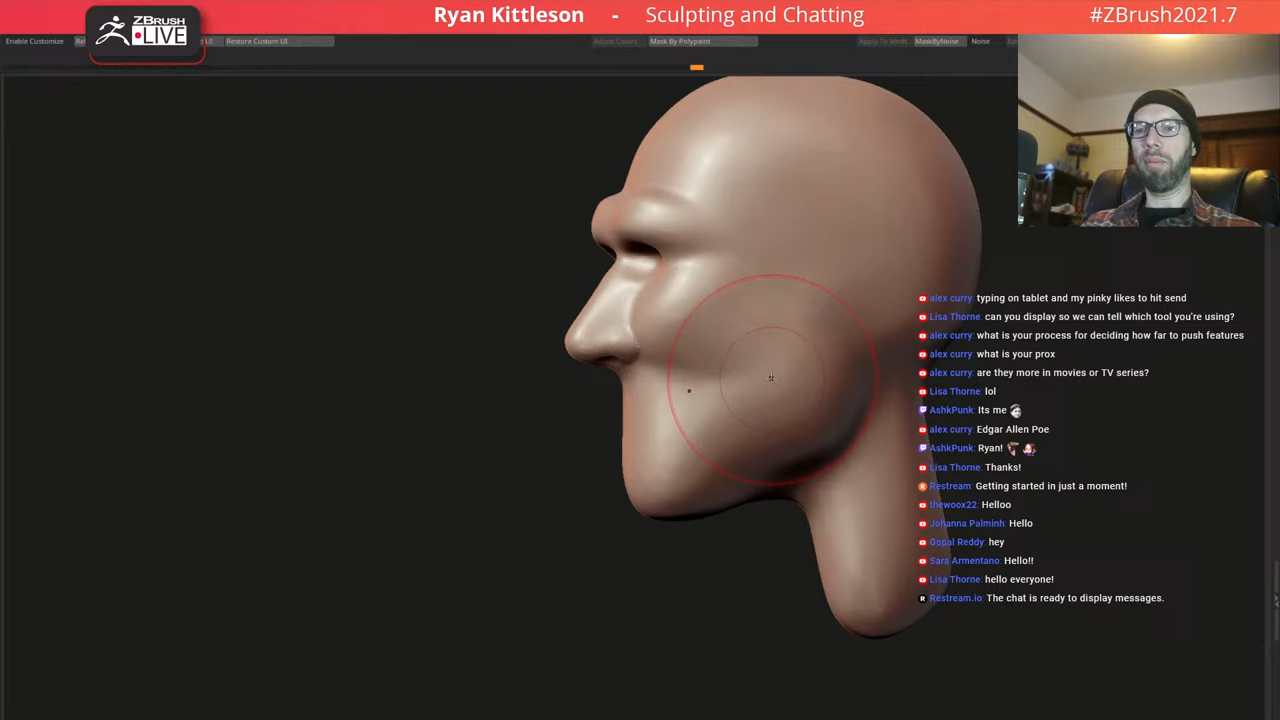 Ryan Kittleson - Sculpting and Chatting #ZBrush2021.7
ZBRUSH
LIVE
Enable Customize
UI
Restore Custom UI
Adjust Colors
Mask By Polypaint
Apply To Mesh
MaskByNoise
Noise
alex curry: typing on tablet and my pinky likes to hit send
Lisa Thorne: can you display so we can tell which tool you're using?
alex curry: what is your process for deciding how far to push features
alex curry: what is your prox
alex curry: are they more in movies or TV series?
Lisa Thorne: lol
AshkPunk: Its me
alex curry: Edgar Allen Poe
AshkPunk: Ryan!
Lisa Thorne: Thanks!
Restream: Getting started in just a moment!
thewoox22: Helloo
Johanna Palminh: Hello
Gopal Reddy: hey
Sara Armentano: Hello!!
Lisa Thorne: hello everyone!
Restream.io: The chat is ready to display messages.